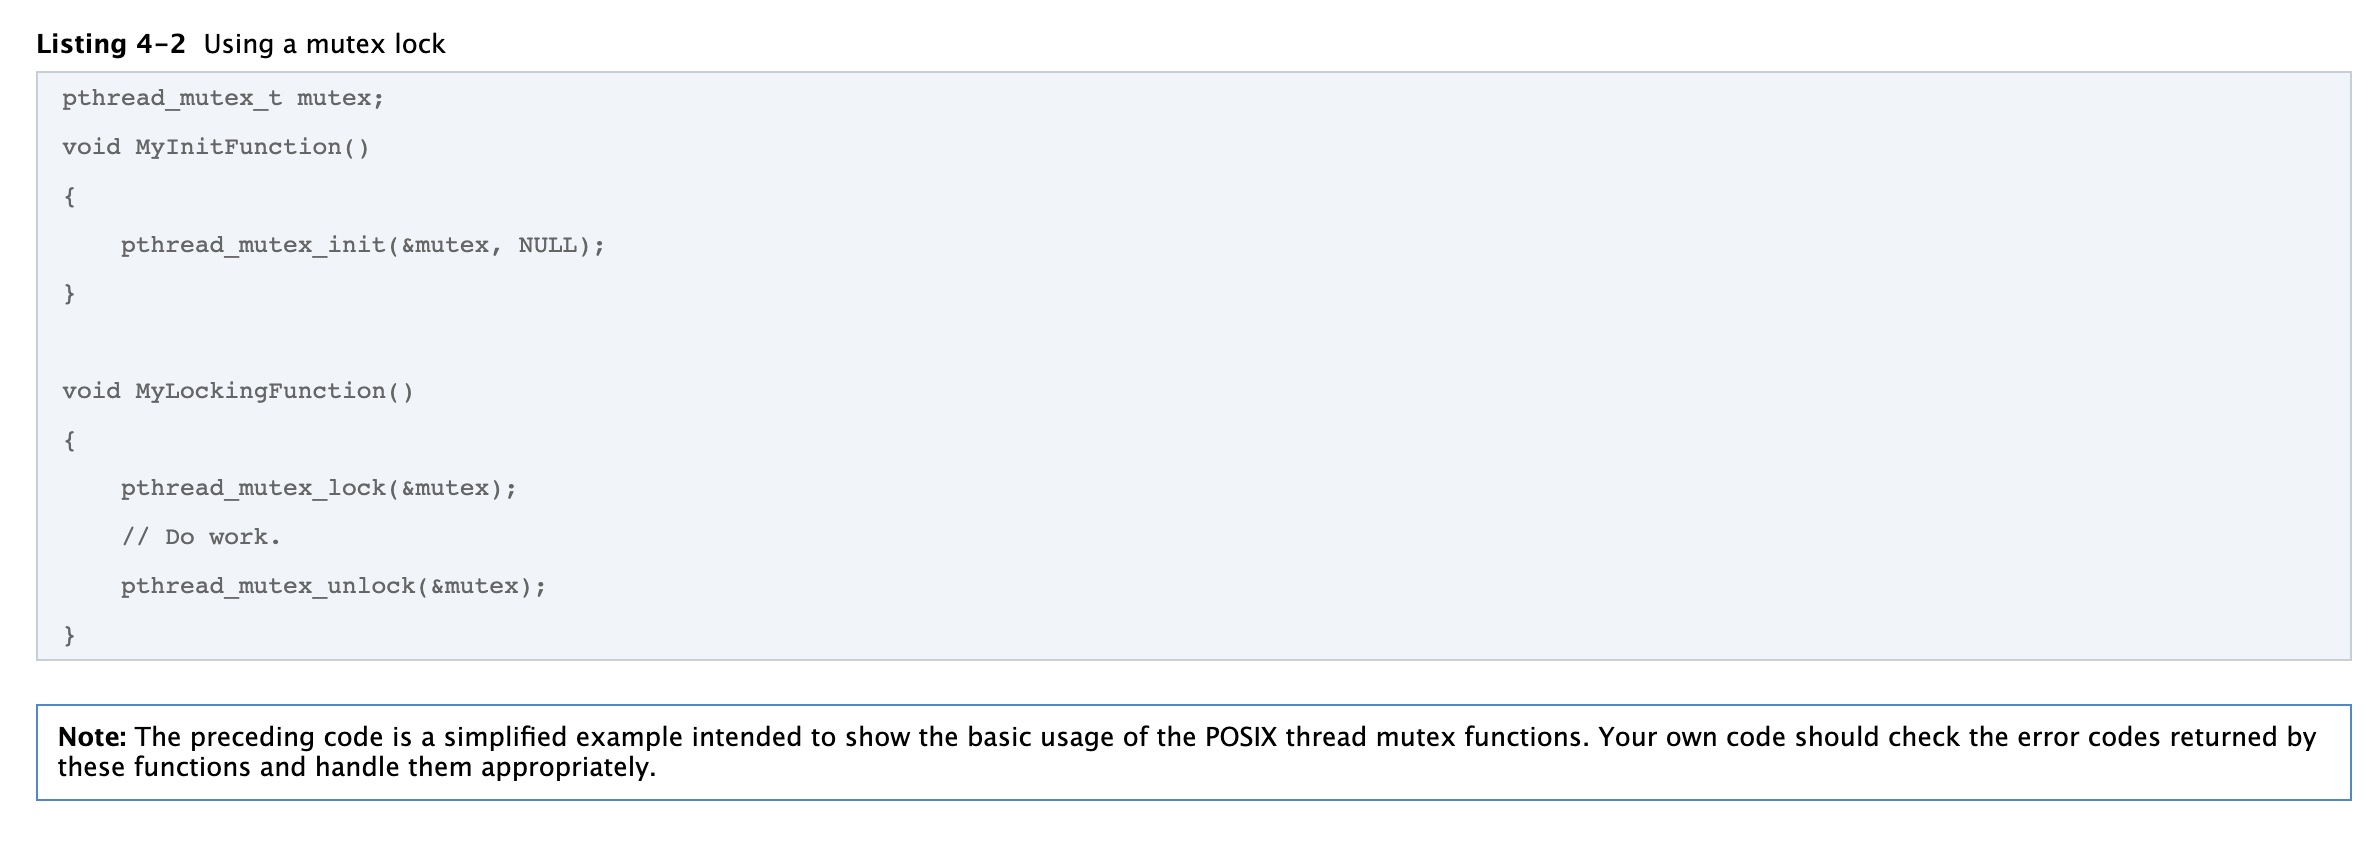 Listing 4-2 Using a mutex lock
pthread_mutex_t mutex;
void MyInitFunction()
{
    pthread_mutex_init(&mutex, NULL);
}
void MyLockingFunction()
{
    pthread_mutex_lock(&mutex);
    // Do work.
    pthread_mutex_unlock(&mutex);
}
Note: The preceding code is a simplified example intended to show the basic usage of the POSIX thread mutex functions. Your own code should check the error codes returned by
these functions and handle them appropriately.